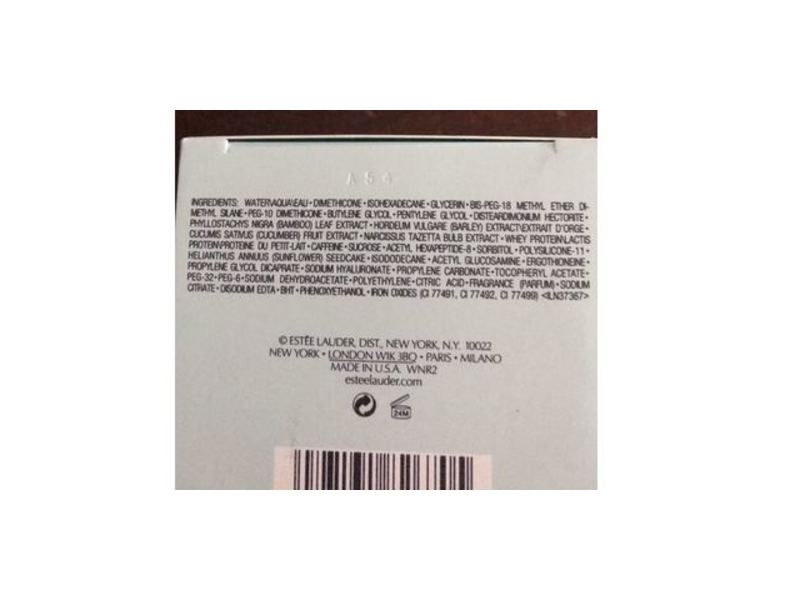 A54
INGREDIENTS: WATER\AQUA\EAU • DIMETHICONE • ISOHEXADECANE • GLYCERIN • BIS-PEG-18 METHYL ETHER DI-
METHYL SILANE • PEG-10 DIMETHICONE • BUTYLENE GLYCOL • PENTYLENE GLYCOL • DISTEARDIMONIUM HECTORITE •
PHYLLOSTACHYS NIGRA (BAMBOO) LEAF EXTRACT • HORDEUM VULGARE (BARLEY) EXTRACT\EXTRAIT D'ORGE •
CUCUMIS SATIVUS (CUCUMBER) FRUIT EXTRACT • NARCISSUS TAZETTA BULB EXTRACT • WHEY PROTEIN\LACTIS
PROTEIN\PROTEINE DU PETIT-LAIT • CAFFEINE • SUCROSE • ACETYL HEXAPEPTIDE-8 • SORBITOL • POLYSILICONE-11 •
HELIANTHUS ANNUUS (SUNFLOWER) SEEDCAKE • ISODODECANE • ACETYL GLUCOSAMINE • ERGOTHIONEINE •
PROPYLENE GLYCOL DICAPRATE • SODIUM HYALURONATE • PROPYLENE CARBONATE • TOCOPHERYL ACETATE •
PEG-32 • PEG-6 • SODIUM DEHYDROACETATE • POLYETHYLENE • CITRIC ACID • FRAGRANCE (PARFUM) • SODIUM
CITRATE • DISODIUM EDTA • BHT • PHENOXYETHANOL • IRON OXIDES (CI 77491, CI 77492, CI 77499) <ILN37367>
© ESTĒE LAUDER, DIST., NEW YORK, N.Y. 10022
NEW YORK • LONDON W1K 3BQ • PARIS • MILANO
MADE IN U.S.A. WNR2
esteelauder.com
24M